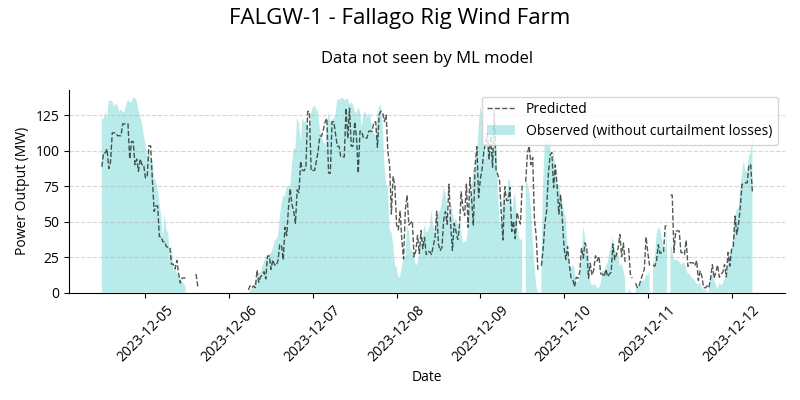 FALGW-1 - Fallago Rig Wind Farm
Data not seen by ML model
Predicted
Observed (without curtailment losses)
Power Output (MW)
125
100
75
50
25
0
2023-12-05
2023-12-06
2023-12-07
2023-12-08
2023-12-09
2023-12-10
2023-12-11
2023-12-12
Date